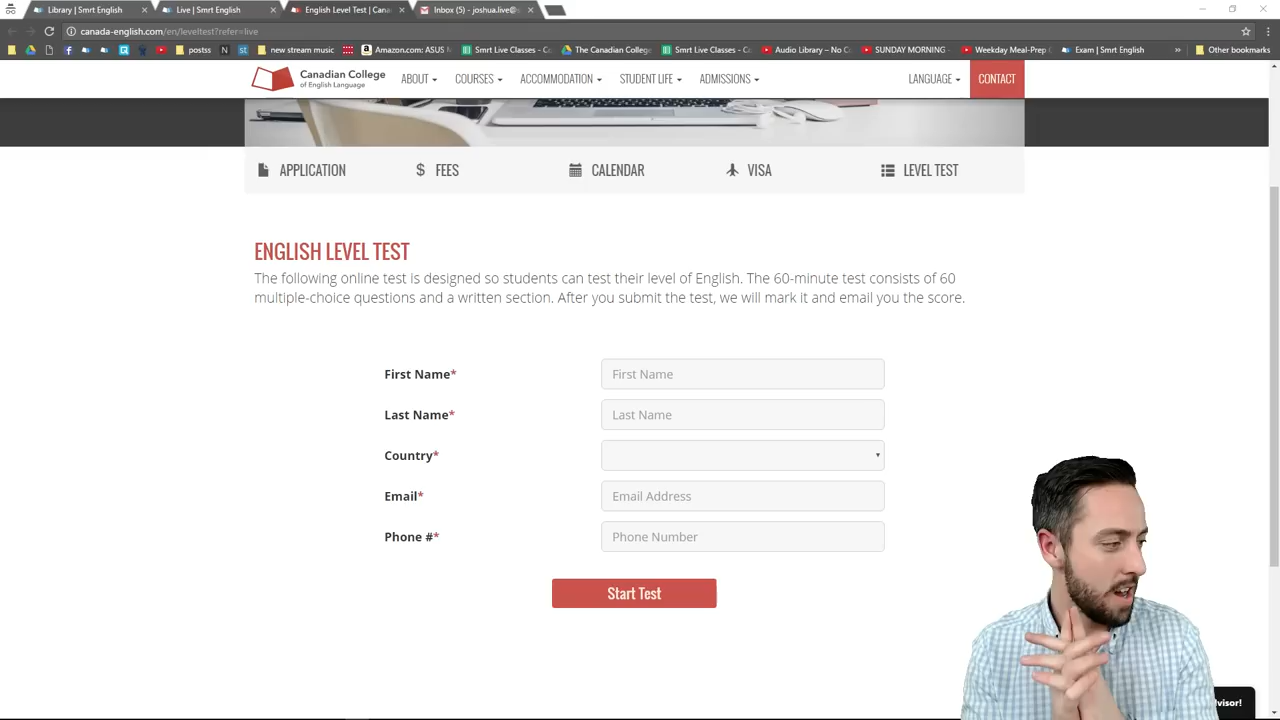 Library | Smrt English
Live | Smrt English
English Level Test | Can
Inbox (5) - joshua.live@
canada-english.com/en/leveltest?refer=live
postss
new stream music
Amazon.com: ASUS M
Smrt Live Classes - Co
The Canadian College
Smrt Live Classes - Co
Audio Library – No C
SUNDAY MORNING -
Weekday Meal-Prep
Exam | Smrt English
»
Other bookmarks
Canadian College
of English Language
ABOUT
COURSES
ACCOMMODATION
STUDENT LIFE
ADMISSIONS
LANGUAGE
CONTACT
APPLICATION
$ FEES
CALENDAR
VISA
LEVEL TEST
ENGLISH LEVEL TEST
The following online test is designed so students can test their level of English. The 60-minute test consists of 60
multiple-choice questions and a written section. After you submit the test, we will mark it and email you the score.
First Name*
First Name
Last Name*
Last Name
Country*
Email*
Email Address
Phone #*
Phone Number
Start Test
visor!